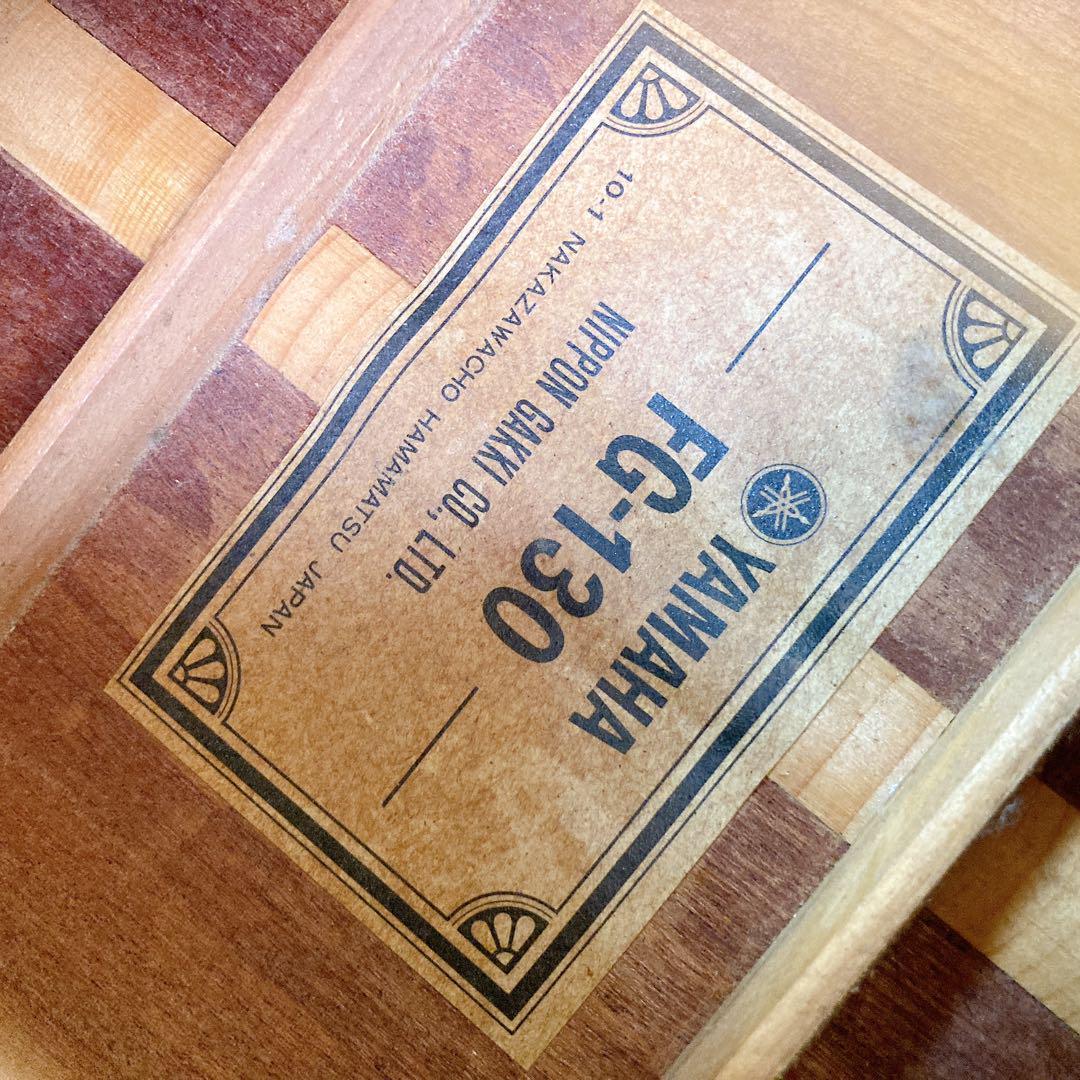 YAMAHA
FG-130
NIPPON GAKKI CO., LTD.
10-1 NAKAZAWACHO HAMAMATSU JAPAN